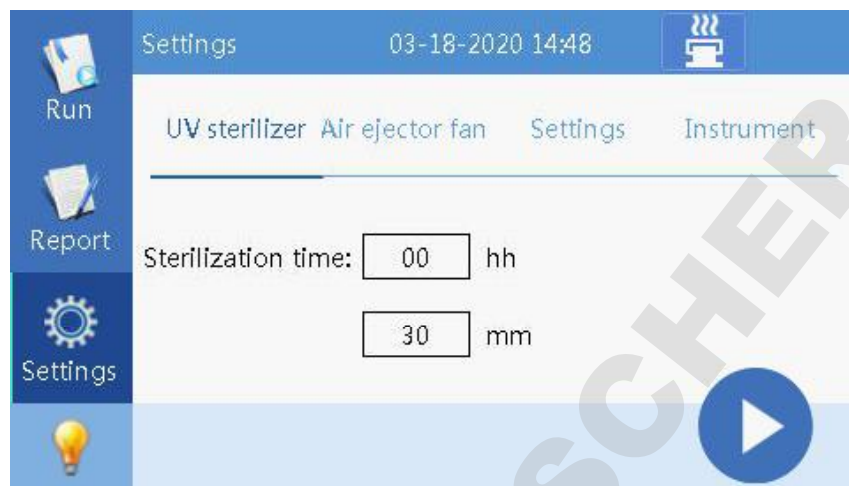 Settings 03-18-2020 14:48
Run
UV sterilizer Air ejector fan Settings Instrument
Report
Sterilization time: 00 hh
30 mm
Settings
SCHER